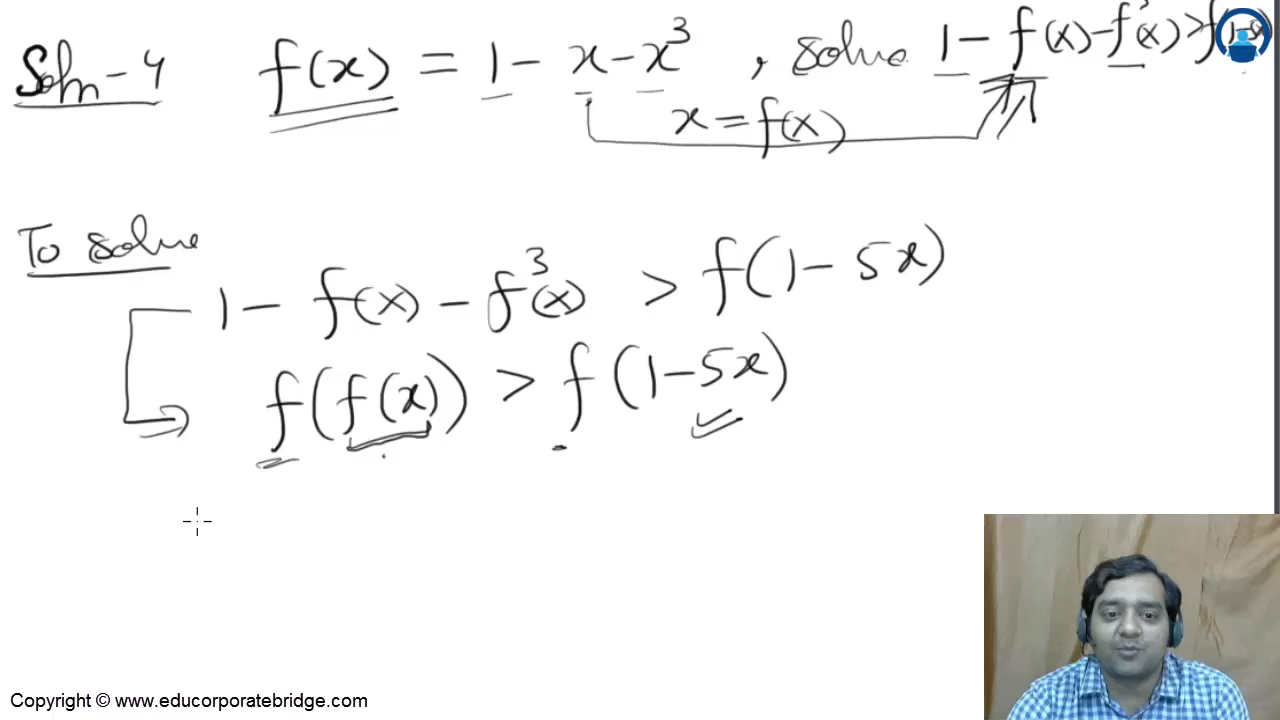 Soln-4 f(x) = 1 - x - x³ , solve 1 - f(x) - f³(x) > f(1-5x)
x = f(x)
To solve
1 - f(x) - f³(x) > f(1 - 5x)
f(f(x)) > f(1 - 5x)
Copyright © www.educorporatebridge.com